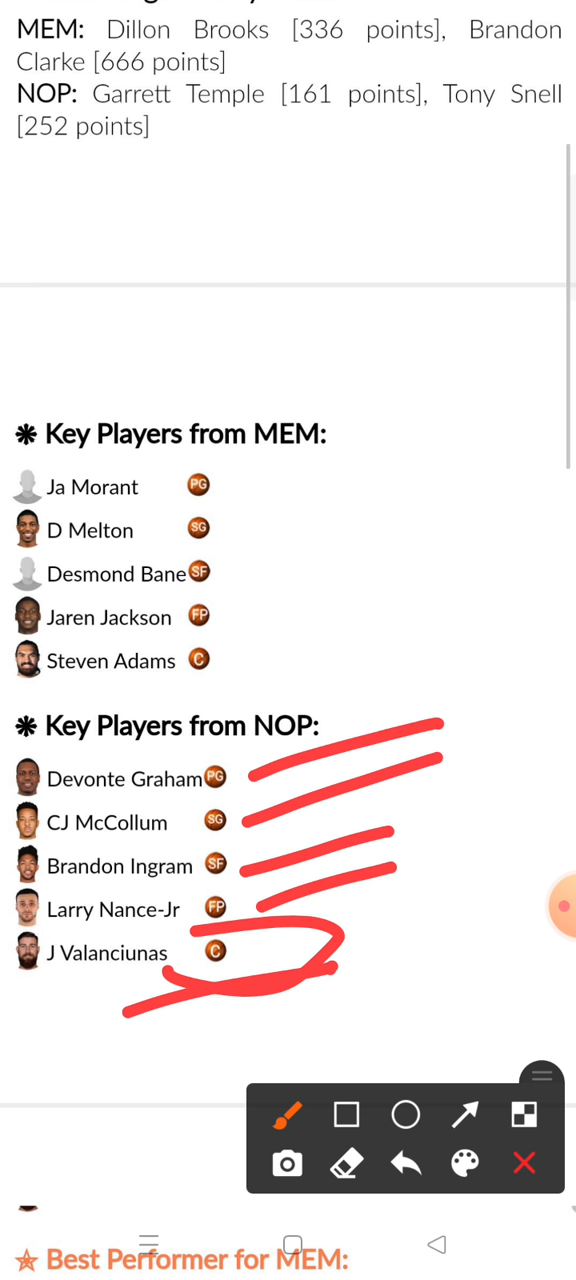 MEM: Dillon Brooks [336 points], Brandon
Clarke [666 points]
NOP: Garrett Temple [161 points], Tony Snell
[252 points]
✱ Key Players from MEM:
Ja Morant PG
D Melton SG
Desmond Bane SF
Jaren Jackson FP
Steven Adams C
✱ Key Players from NOP:
Devonte Graham PG
CJ McCollum SG
Brandon Ingram SF
Larry Nance-Jr FP
J Valanciunas C
Best Performer for MEM: